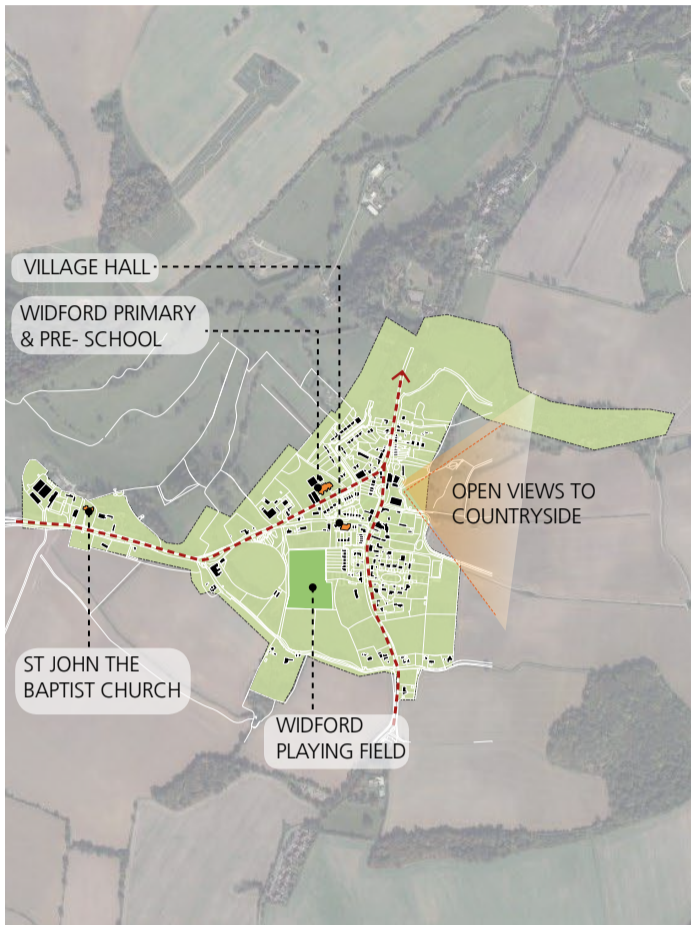 VILLAGE HALL
WIDFORD PRIMARY
& PRE- SCHOOL
OPEN VIEWS TO
COUNTRYSIDE
ST JOHN THE
BAPTIST CHURCH
WIDFORD
PLAYING FIELD